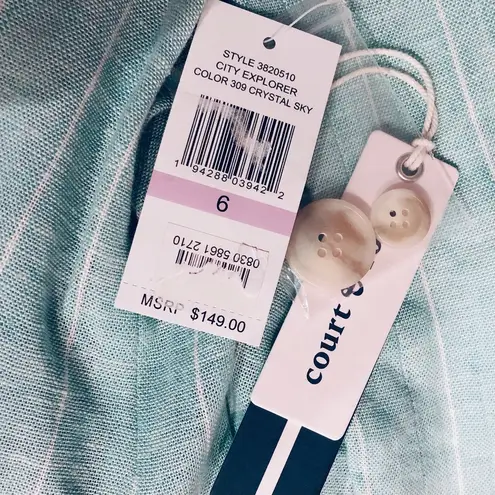 STYLE 3820510
CITY EXPLORER
COLOR 309 CRYSTAL SKY
1 94288 03942 2
6
0830 5861 2710
MSRP $149.00
court &